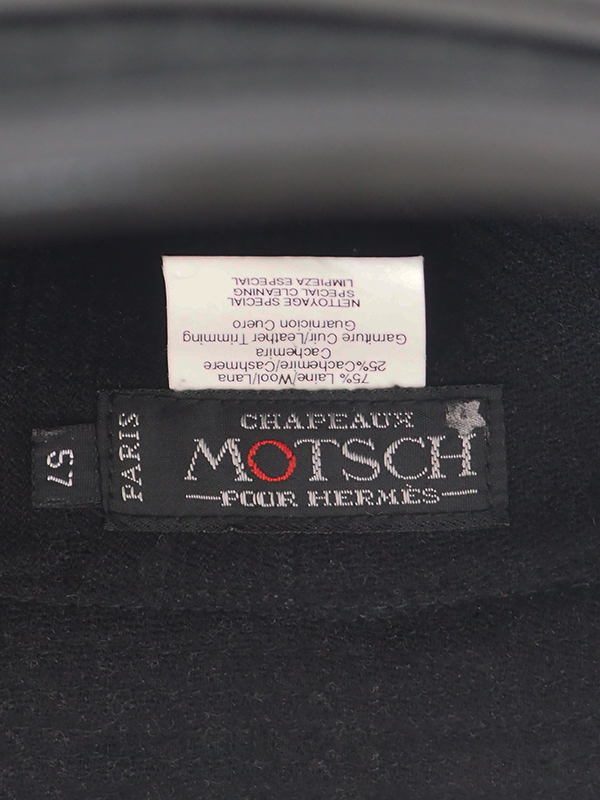 75% Laine/Wool/Lana
25%Cachemire/Cashmere
Cachemira
Garniture Cuir/Leather Trimming
Guarnicion Cuero
NETTOYAGE SPECIAL
SPECIAL CLEANING
LIMPIEZA ESPECIAL
CHAPEAUX
MOTSCH
POUR HERMÈS
PARIS
57